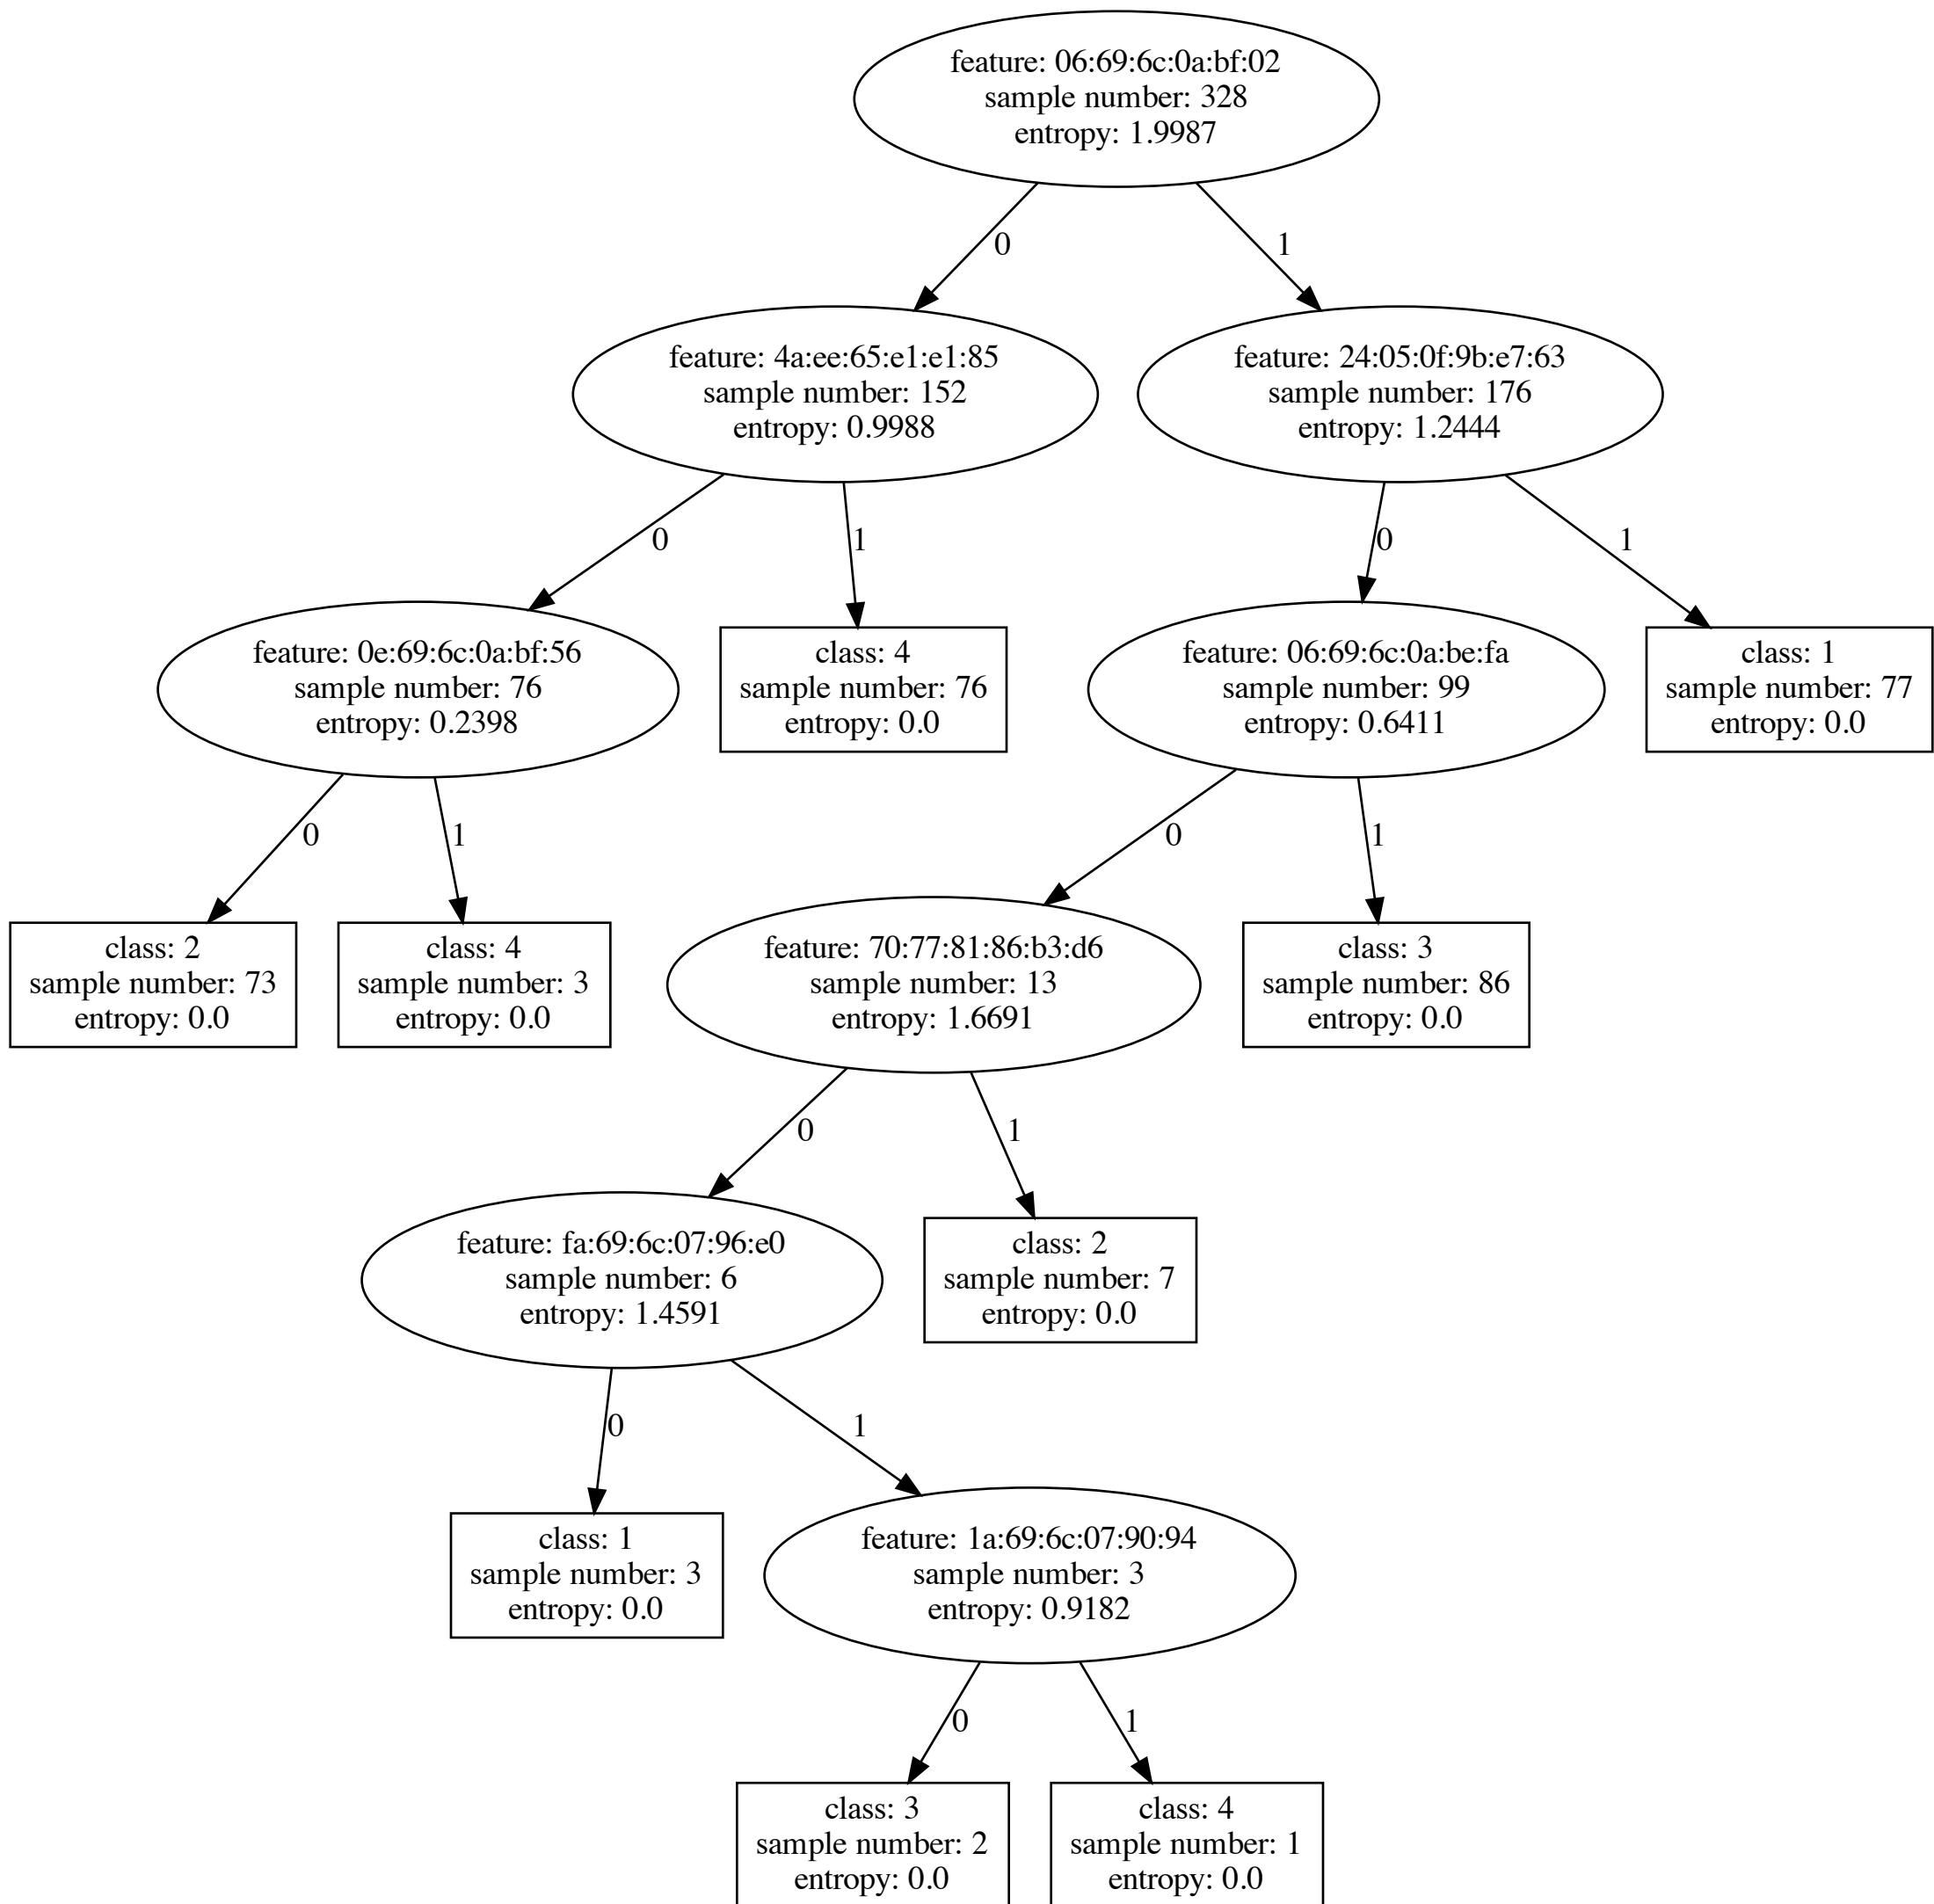 feature: 06:69:6c:0a:bf:02
sample number: 328
entropy: 1.9987
0
1
feature: 4a:ee:65:e1:e1:85
sample number: 152
entropy: 0.9988
feature: 24:05:0f:9b:e7:63
sample number: 176
entropy: 1.2444
0
1
0
1
feature: 0e:69:6c:0a:bf:56
sample number: 76
entropy: 0.2398
class: 4
sample number: 76
entropy: 0.0
feature: 06:69:6c:0a:be:fa
sample number: 99
entropy: 0.6411
class: 1
sample number: 77
entropy: 0.0
0
1
0
1
class: 2
sample number: 73
entropy: 0.0
class: 4
sample number: 3
entropy: 0.0
feature: 70:77:81:86:b3:d6
sample number: 13
entropy: 1.6691
class: 3
sample number: 86
entropy: 0.0
0
1
feature: fa:69:6c:07:96:e0
sample number: 6
entropy: 1.4591
class: 2
sample number: 7
entropy: 0.0
0
1
class: 1
sample number: 3
entropy: 0.0
feature: 1a:69:6c:07:90:94
sample number: 3
entropy: 0.9182
0
1
class: 3
sample number: 2
entropy: 0.0
class: 4
sample number: 1
entropy: 0.0